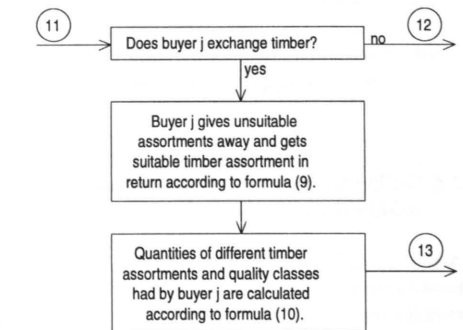 11
12
Does buyer j exchange timber?
no
yes
Buyer j gives unsuitable
assortments away and gets
suitable timber assortment in
return according to formula (9).
13
Quantities of different timber
assortments and quality classes
had by buyer j are calculated
according to formula (10).